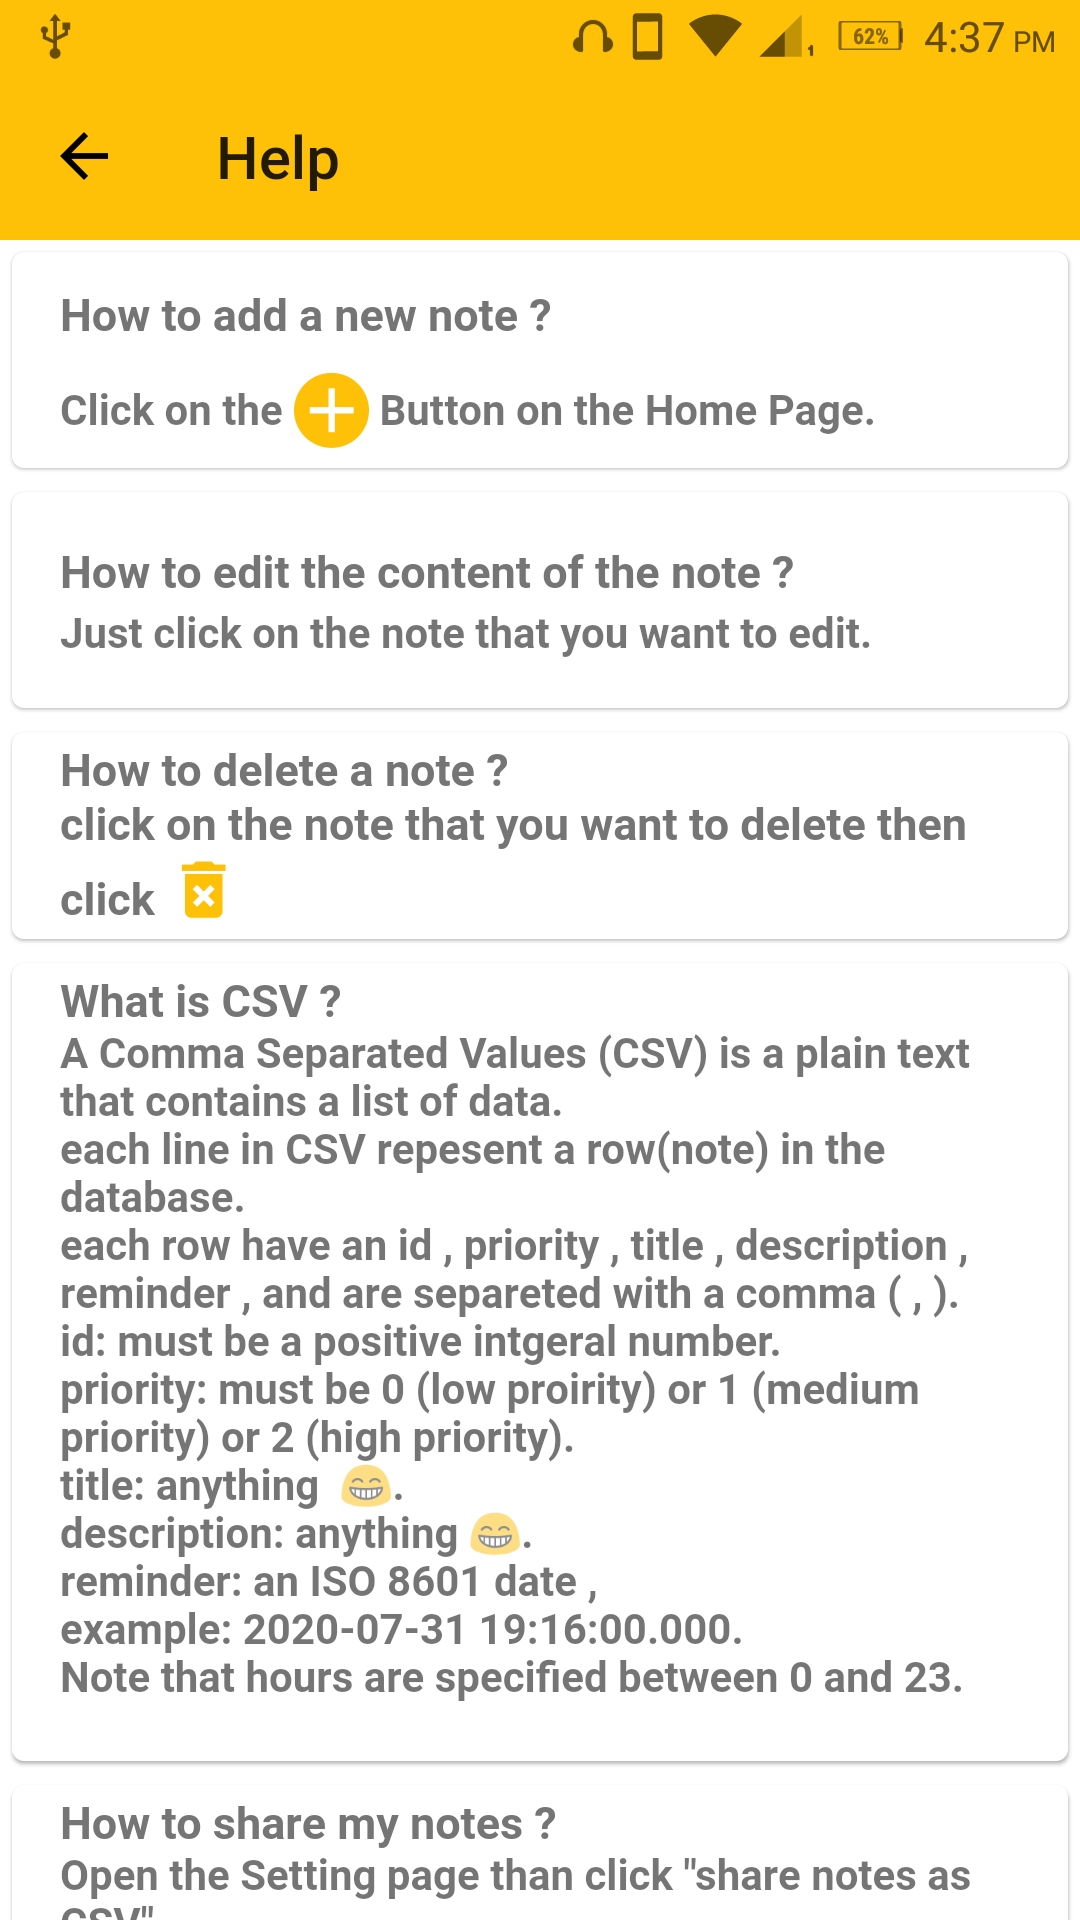 62% 4:37 PM
Help
How to add a new note ?
Click on the Button on the Home Page.
How to edit the content of the note ?
Just click on the note that you want to edit.
How to delete a note ?
click on the note that you want to delete then
click
What is CSV ?
A Comma Separated Values (CSV) is a plain text
that contains a list of data.
each line in CSV repesent a row(note) in the
database.
each row have an id , priority , title , description ,
reminder , and are separeted with a comma ( , ).
id: must be a positive intgeral number.
priority: must be 0 (low proirity) or 1 (medium
priority) or 2 (high priority).
title: anything 😁.
description: anything 😁.
reminder: an ISO 8601 date ,
example: 2020-07-31 19:16:00.000.
Note that hours are specified between 0 and 23.
How to share my notes ?
Open the Setting page than click "share notes as
CSV"